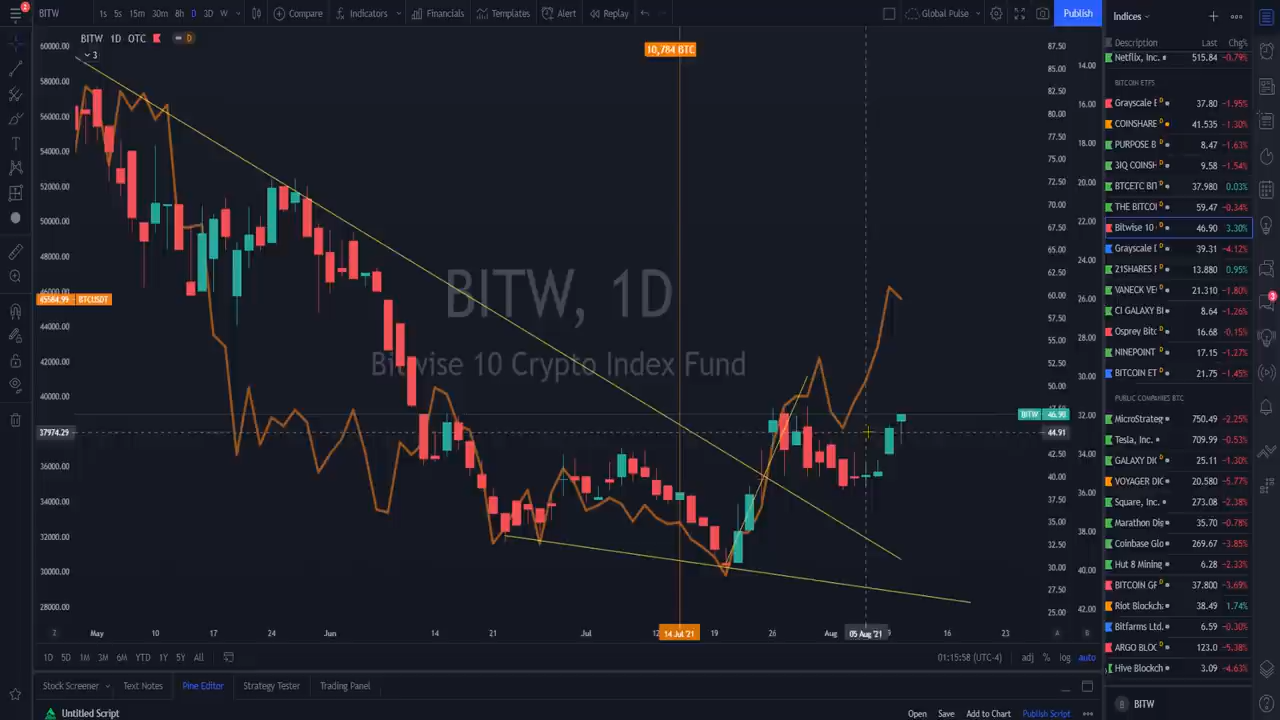 BITW
1s 5s 15m 30m 8h D 3D W Compare Indicators Financials Templates Alert Replay Global Pulse Publish
Indices
BITW 1D OTC D
3
10,784 BTC
Description Last Chg%
Netflix, Inc. 515.84 -0.79%
BITCOIN ETFS
Grayscale E 37.80 -1.95%
COINSHARE 41.535 -1.30%
PURPOSE B 8.47 -1.63%
3IQ COINSH 9.58 -1.54%
BTCETC BIT 37.980 0.03%
THE BITCOI 59.47 -0.34%
Bitwise 10 46.90 3.30%
Grayscale D 39.31 -4.12%
21SHARES 13.880 0.95%
VANECK VE 21.310 -1.80%
CI GALAXY BI 8.64 -1.26%
Osprey Bitc 16.68 -0.15%
NINEPOINT 17.15 -1.27%
BITCOIN ET 21.75 -1.45%
PUBLIC COMPANIES BTC
MicroStrateg 750.49 -2.25%
Tesla, Inc. 709.99 -0.53%
GALAXY DIG 25.11 -1.30%
VOYAGER DIG 20.580 -5.77%
Square, Inc. 273.08 -2.38%
Marathon Dig 35.70 -0.78%
Coinbase Glo 269.67 -3.85%
Hut 8 Mining 6.28 -2.33%
BITCOIN GR 37.800 -3.69%
Riot Blockch 38.49 1.74%
Bitfarms Ltd. 6.59 -0.30%
ARGO BLOC 123.0 -5.38%
Hive Blockch 3.09 -4.63%
BITW
60000.00
58000.00
56000.00
54000.00
52000.00
50000.00
48000.00
46000.00
45584.99 BTCUSDT
44000.00
42000.00
40000.00
37974.29
36000.00
34000.00
32000.00
30000.00
28000.00
BITW, 1D
Bitwise 10 Crypto Index Fund
87.50
85.00
82.50
80.00
77.50
75.00
72.50
70.00
67.50
65.00
62.50
60.00
57.50
55.00
52.50
50.00
BITW 46.90
44.91
42.50
40.00
37.50
35.00
32.50
30.00
27.50
25.00
14.00
16.00
18.00
20.00
22.00
24.00
26.00
28.00
30.00
32.00
34.00
36.00
38.00
40.00
42.00
Z May 10 17 24 Jun 14 21 Jul 14 Jul '21 19 26 Aug 05 Aug '21 16 23 A B
1D 5D 1M 3M 6M YTD 1Y 5Y All 01:15:58 (UTC-4) adj % log auto
Stock Screener Text Notes Pine Editor Strategy Tester Trading Panel
Untitled Script Open Save Add to Chart Publish Script